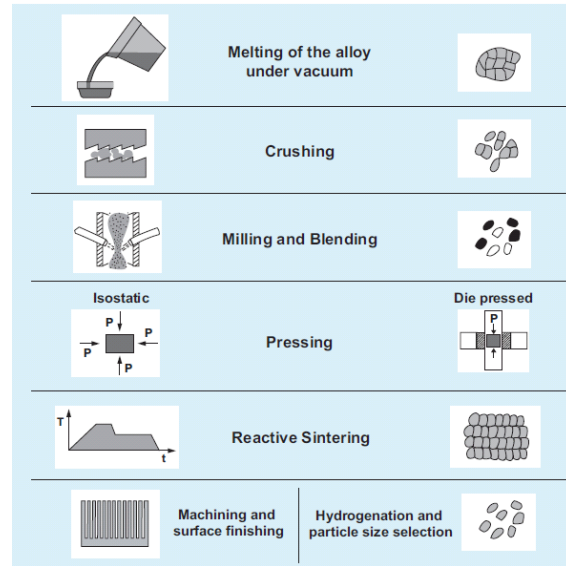 Melting of the alloy
under vacuum
Crushing
Milling and Blending
Isostatic
Die pressed
P
P
P
P
Pressing
P
T
t
Reactive Sintering
Machining and
surface finishing
Hydrogenation and
particle size selection